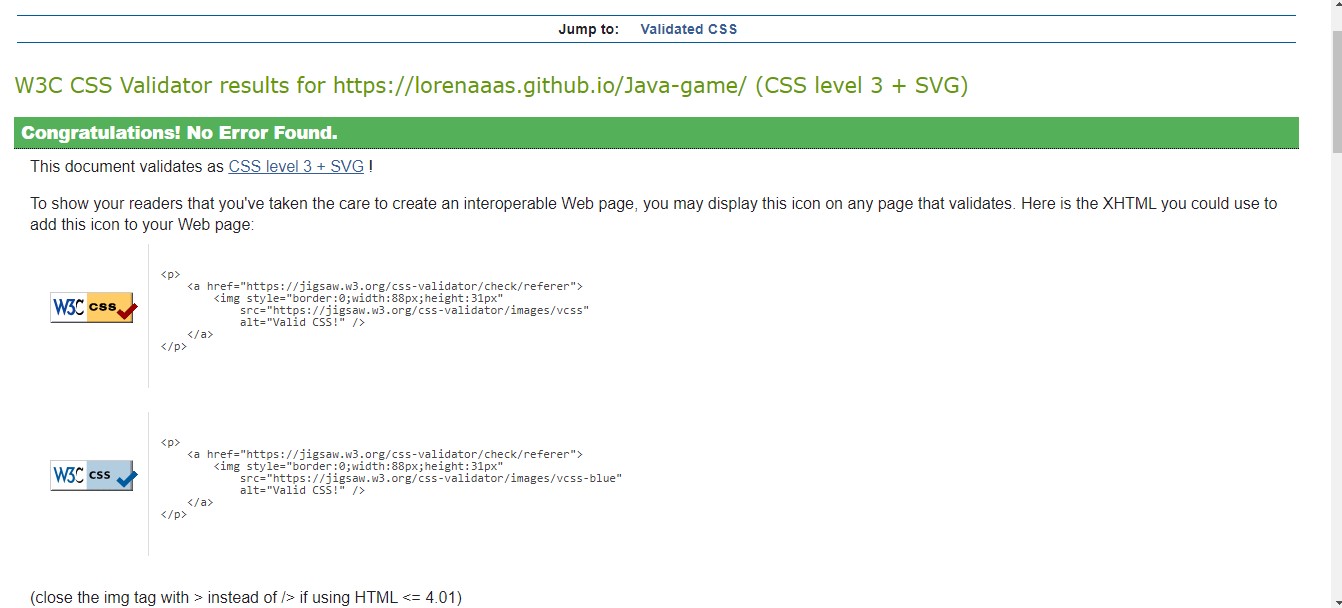 Jump to: Validated CSS
W3C CSS Validator results for https://lorenaaas.github.io/Java-game/ (CSS level 3 + SVG)
Congratulations! No Error Found.
This document validates as CSS level 3 + SVG !
To show your readers that you've taken the care to create an interoperable Web page, you may display this icon on any page that validates. Here is the XHTML you could use to
add this icon to your Web page:
W3C css
<p>
<a href="https://jigsaw.w3.org/css-validator/check/referer">
<img style="border:0;width:88px;height:31px"
src="https://jigsaw.w3.org/css-validator/images/vcss"
alt="Valid CSS!" />
</a>
</p>
W3C css
<p>
<a href="https://jigsaw.w3.org/css-validator/check/referer">
<img style="border:0;width:88px;height:31px"
src="https://jigsaw.w3.org/css-validator/images/vcss-blue"
alt="Valid CSS!" />
</a>
</p>
(close the img tag with > instead of /> if using HTML <= 4.01)